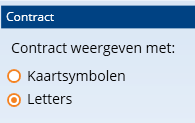 Contract
Contract weergeven met:
Kaartsymbolen
Letters